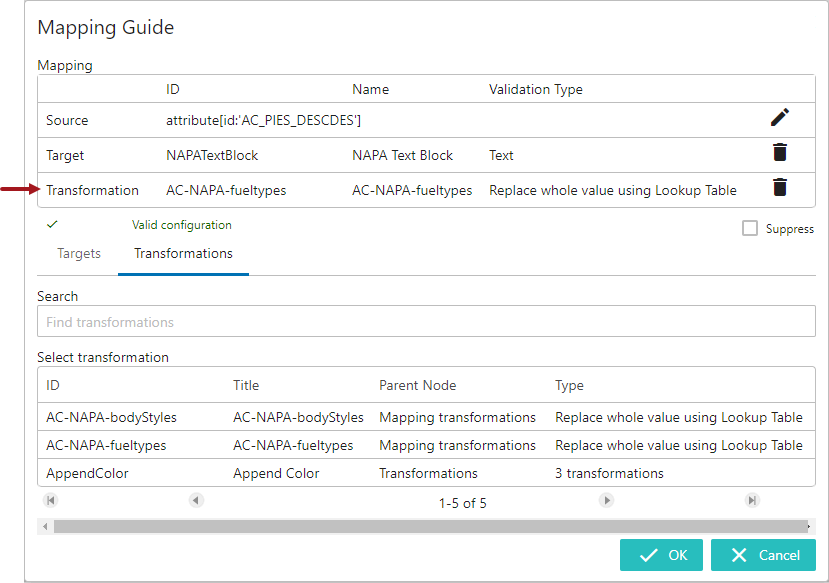 Mapping Guide
Mapping
ID Name Validation Type
Source attribute[id:'AC_PIES_DESCDES']
Target NAPATextBlock NAPA Text Block Text
Transformation AC-NAPA-fueltypes AC-NAPA-fueltypes Replace whole value using Lookup Table
Valid configuration
Suppress
Targets Transformations
Search
Find transformations
Select transformation
ID Title Parent Node Type
AC-NAPA-bodyStyles AC-NAPA-bodyStyles Mapping transformations Replace whole value using Lookup Table
AC-NAPA-fueltypes AC-NAPA-fueltypes Mapping transformations Replace whole value using Lookup Table
AppendColor Append Color Transformations 3 transformations
1-5 of 5
OK Cancel